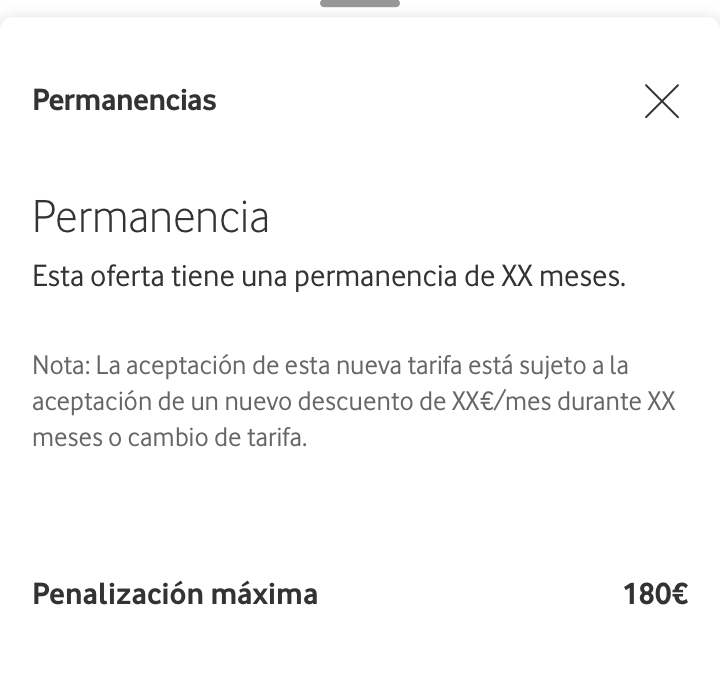 Permanencias
Permanencia
Esta oferta tiene una permanencia de XX meses.
Nota: La aceptación de esta nueva tarifa está sujeto a la
aceptación de un nuevo descuento de XX€/mes durante XX
meses o cambio de tarifa.
Penalización máxima 180€